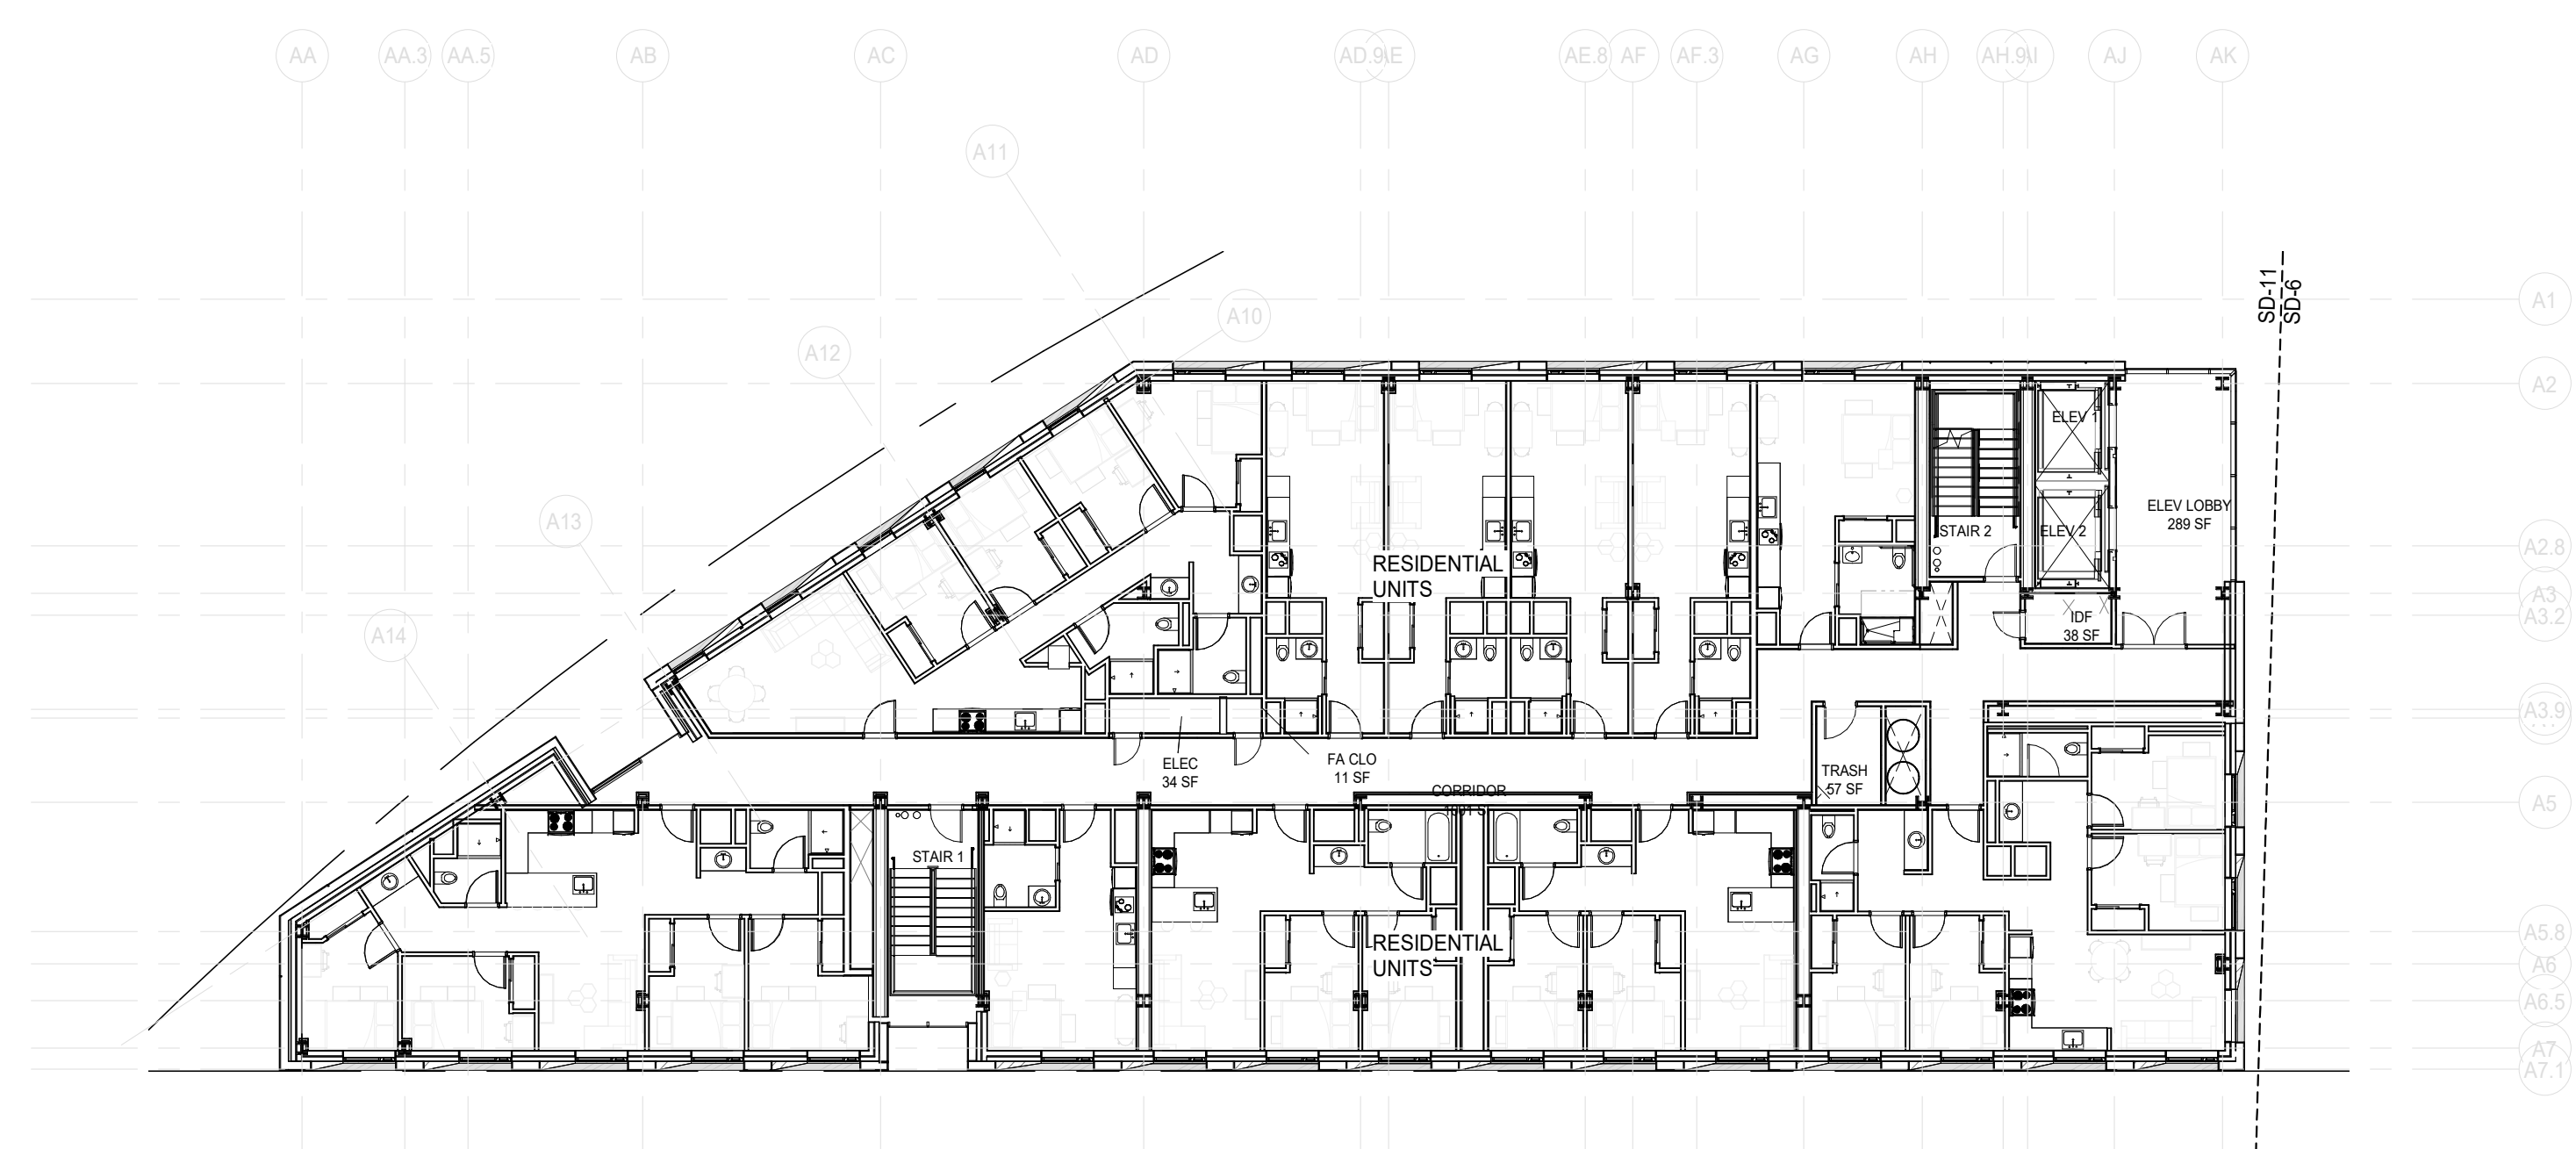 AA
AA.3
AA.5
AB
AC
AD
AD.9
AE
AE.8
AF
AF.3
AG
AH
AH.9
AI
AJ
AK
A11
SD-11
SD-6
A1
A10
A12
A2
ELEV 1
A13
ELEV LOBBY
289 SF
STAIR 2
ELEV 2
A2.8
RESIDENTIAL
UNITS
A3
A3.2
IDF
38 SF
A14
A3.9
ELEC
34 SF
FA CLO
11 SF
TRASH
57 SF
CORRIDOR
A5
STAIR 1
RESIDENTIAL
UNITS
A5.8
A6
A6.5
A7
A7.1